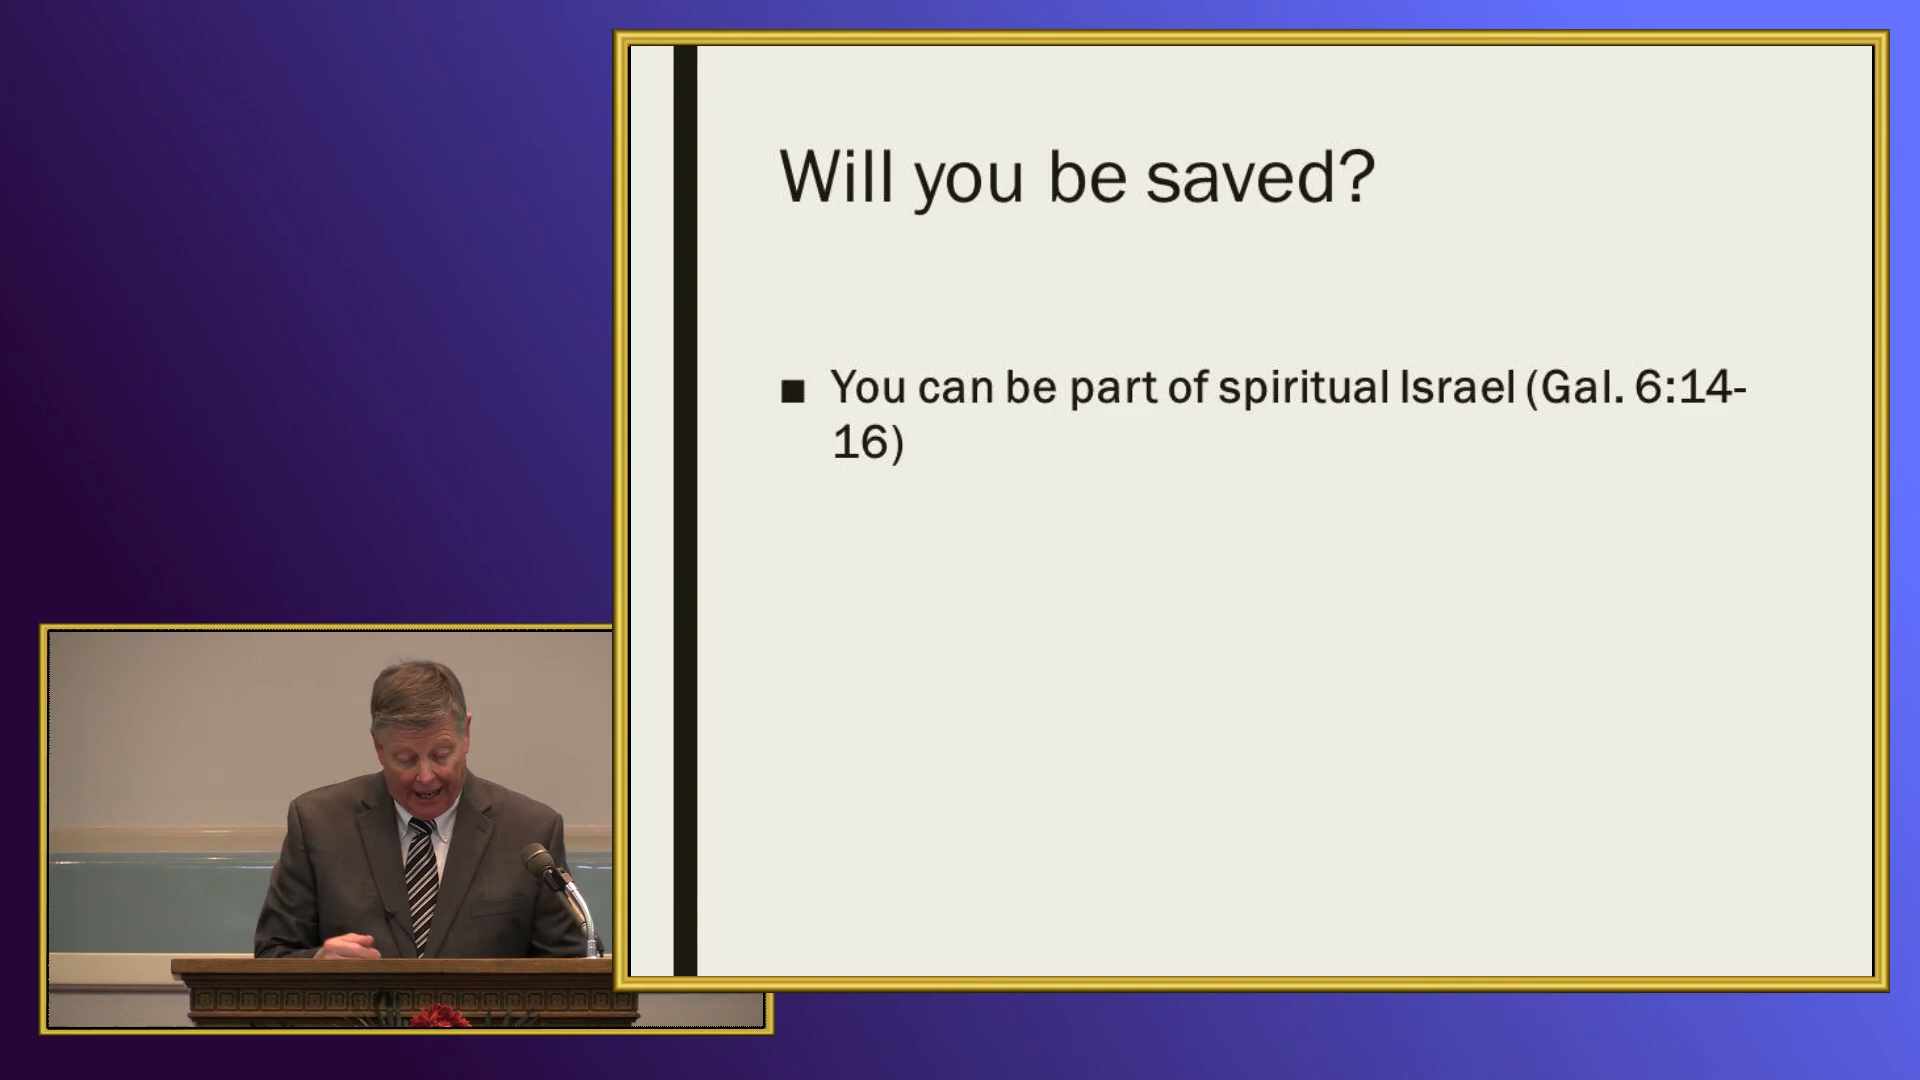 Will you be saved?
■ You can be part of spiritual Israel (Gal. 6:14-
16)